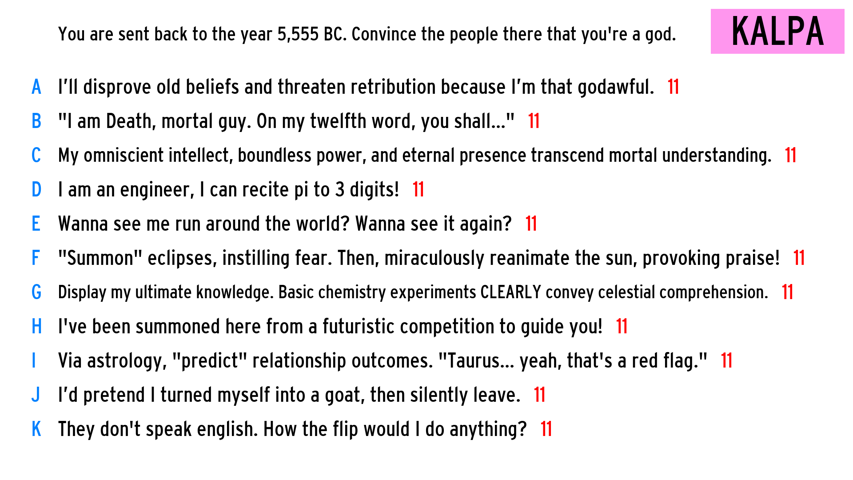 You are sent back to the year 5,555 BC. Convince the people there that you're a god.
KALPA
A I’ll disprove old beliefs and threaten retribution because I’m that godawful. 11
B "I am Death, mortal guy. On my twelfth word, you shall..." 11
C My omniscient intellect, boundless power, and eternal presence transcend mortal understanding. 11
D I am an engineer, I can recite pi to 3 digits! 11
E Wanna see me run around the world? Wanna see it again? 11
F "Summon" eclipses, instilling fear. Then, miraculously reanimate the sun, provoking praise! 11
G Display my ultimate knowledge. Basic chemistry experiments CLEARLY convey celestial comprehension. 11
H I've been summoned here from a futuristic competition to guide you! 11
I Via astrology, "predict" relationship outcomes. "Taurus... yeah, that's a red flag." 11
J I’d pretend I turned myself into a goat, then silently leave. 11
K They don't speak english. How the flip would I do anything? 11